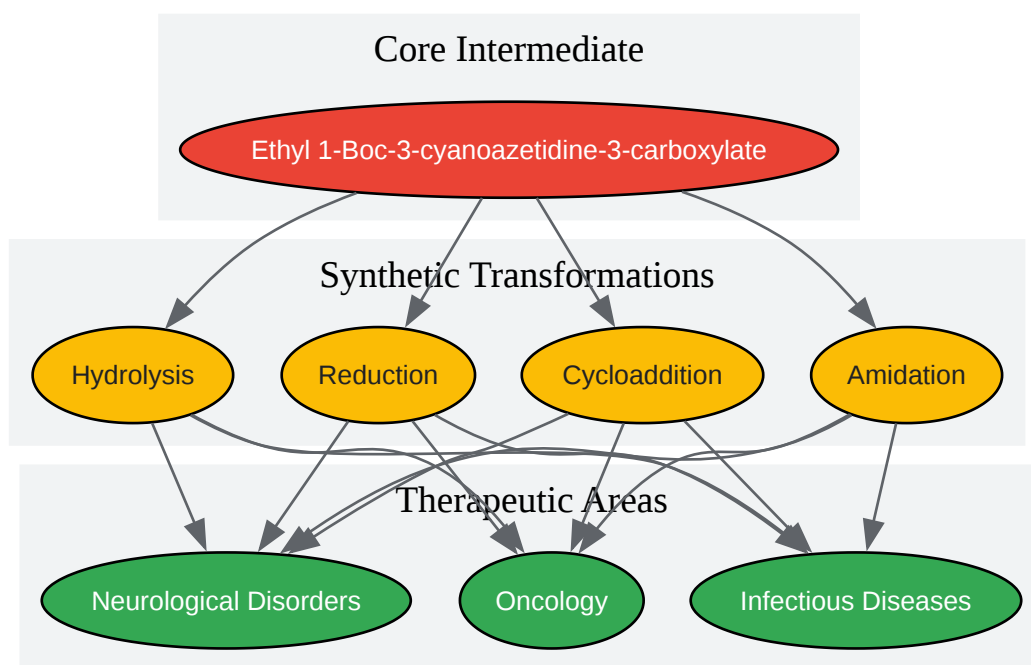 Core Intermediate
Ethyl 1-Boc-3-cyanoazetidine-3-carboxylate
Synthetic Transformations
Hydrolysis
Reduction
Cycloaddition
Amidation
Therapeutic Areas
Neurological Disorders
Oncology
Infectious Diseases